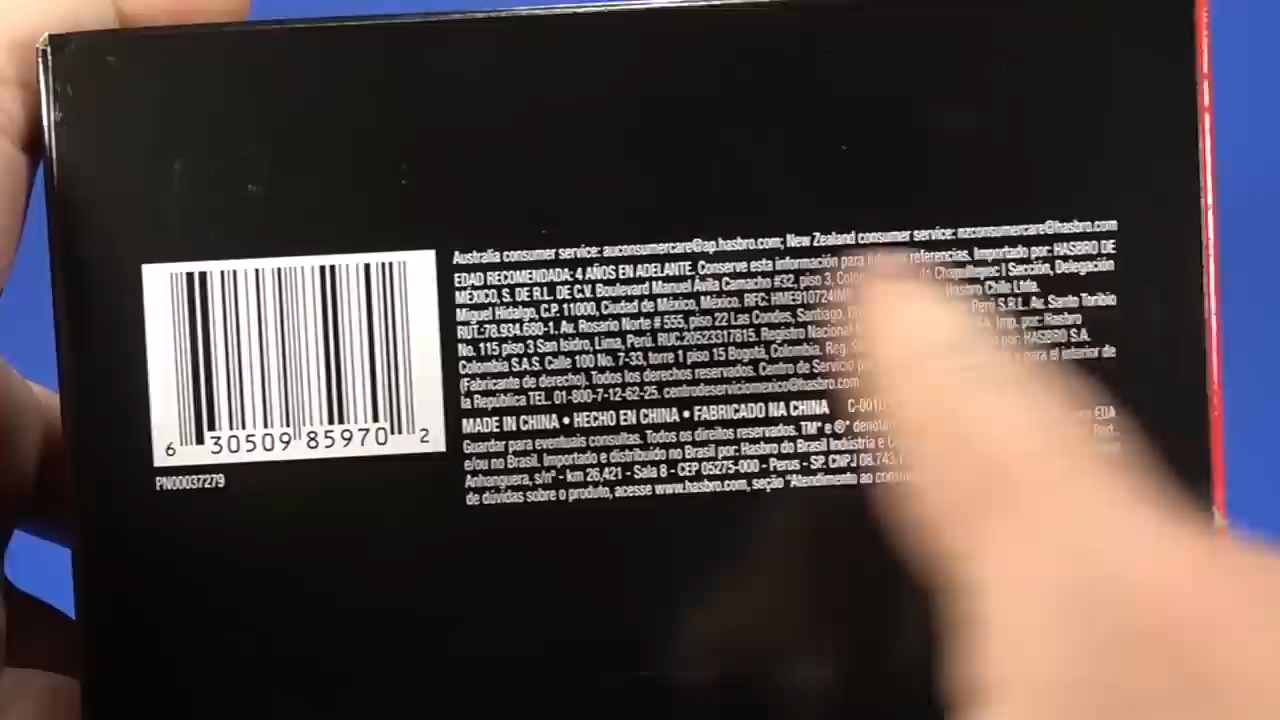 Australia consumer service: auconsumercare@ap.hasbro.com; New Zealand consumer service: nzconsumercare@hasbro.com
EDAD RECOMENDADA: 4 AÑOS EN ADELANTE. Conserve esta información para referencias. Importado por: HASBRO DE
MÉXICO, S. DE R.L. DE C.V. Boulevard Manuel Ávila Camacho #32, piso 3, Chapultepec I Sección, Delegación
Miguel Hidalgo, C.P. 11000, Ciudad de México, México. RFC: Hasbro Chile Ltda.
RUT.:78.934.680-1. Av. Rosario Norte # 555, piso 22 Las Condes, Santiago, Perú S.R.L. Av. Santo Toribio
No. 115 piso 3 San Isidro, Lima, Perú. RUC.20523317815. Registro Imp. por: Hasbro
Colombia S.A.S. Calle 100 No. 7-33, torre 1 piso 15 Bogotá, Colombia. por: HASBRO S.A.
(Fabricante de derecho). Todos los derechos reservados. Centro de Servicio para el interior de
la República TEL. 01-800-7-12-62-25. centrodeserviciomexico@hasbro.com
MADE IN CHINA • HECHO EN CHINA • FABRICADO NA CHINA
Guardar para eventuais consultas. Todos os direitos reservados. TM* e ®*
e/ou no Brasil. Importado e distribuído no Brasil por: Hasbro do Brasil Indústria e
Anhanguera, s/nº - km 26,421 - Sala 8 - CEP 05275-000 - Perus - SP. CNPJ
de dúvidas sobre o produto, acesse www.hasbro.com, seção "Atendimento ao
6 30509 85970 2
PN00037279